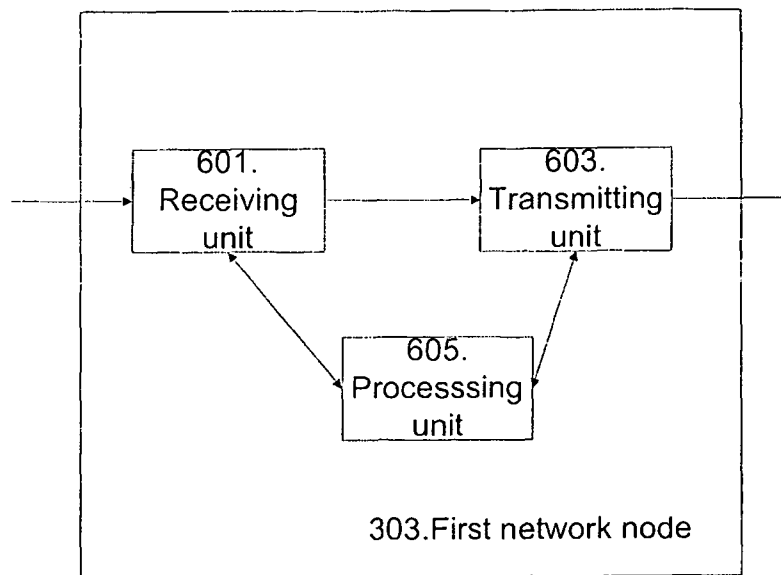 601.
Receiving
unit
603.
Transmitting
unit
605.
Processsing
unit
303.First network node